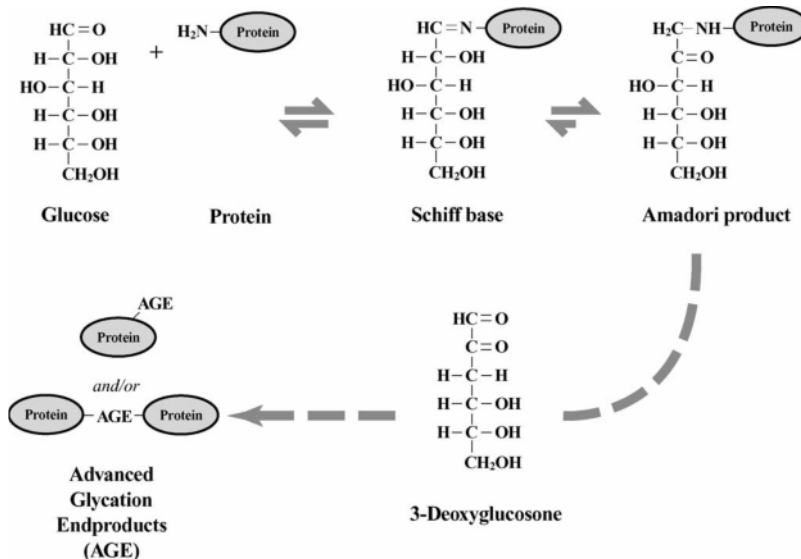 HC=O
H-C-OH
HO-C-H
H-C-OH
H-C-OH
CH₂OH
Glucose
+
H₂N-Protein
Protein
HC=N-Protein
H-C-OH
HO-C-H
H-C-OH
H-C-OH
CH₂OH
Schiff base
H₂C-NH-Protein
C=O
HO-C-H
H-C-OH
H-C-OH
CH₂OH
Amadori product
AGE
Protein
and/or
Protein-AGE-Protein
Advanced
Glycation
Endproducts
(AGE)
HC=O
C=O
H-C-H
H-C-OH
H-C-OH
CH₂OH
3-Deoxyglucosone